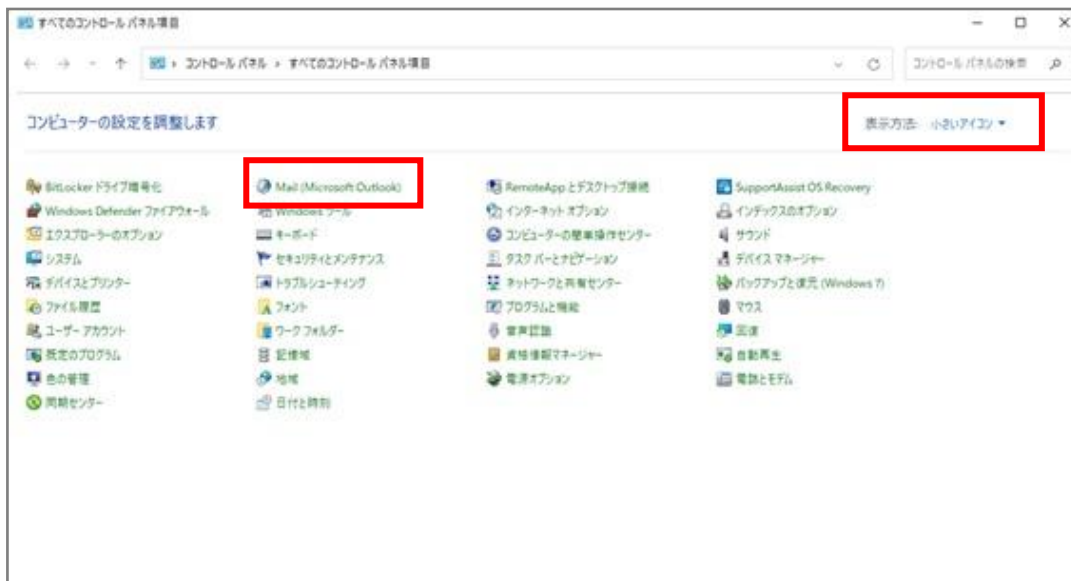 すべてのコントロール パネル項目
コントロール パネル › すべてのコントロール パネル項目
コントロール パネルの検索
コンピューターの設定を調整します
表示方法: 小さいアイコン
BitLocker ドライブ暗号化
Mail (Microsoft Outlook)
RemoteApp とデスクトップ接続
SupportAssist OS Recovery
Windows Defender ファイアウォール
Windows ツール
インターネット オプション
インデックスのオプション
エクスプローラーのオプション
キーボード
コンピューターの簡単操作センター
サウンド
システム
セキュリティとメンテナンス
タスク バーとナビゲーション
デバイス マネージャー
デバイスとプリンター
トラブルシューティング
ネットワークと共有センター
バックアップと復元 (Windows 7)
ファイル履歴
フォント
プログラムと機能
マウス
ユーザー アカウント
ワーク フォルダー
音声認識
回復
既定のプログラム
記憶域
資格情報マネージャー
自動再生
色の管理
地域
電源オプション
電話とモデム
同期センター
日付と時刻